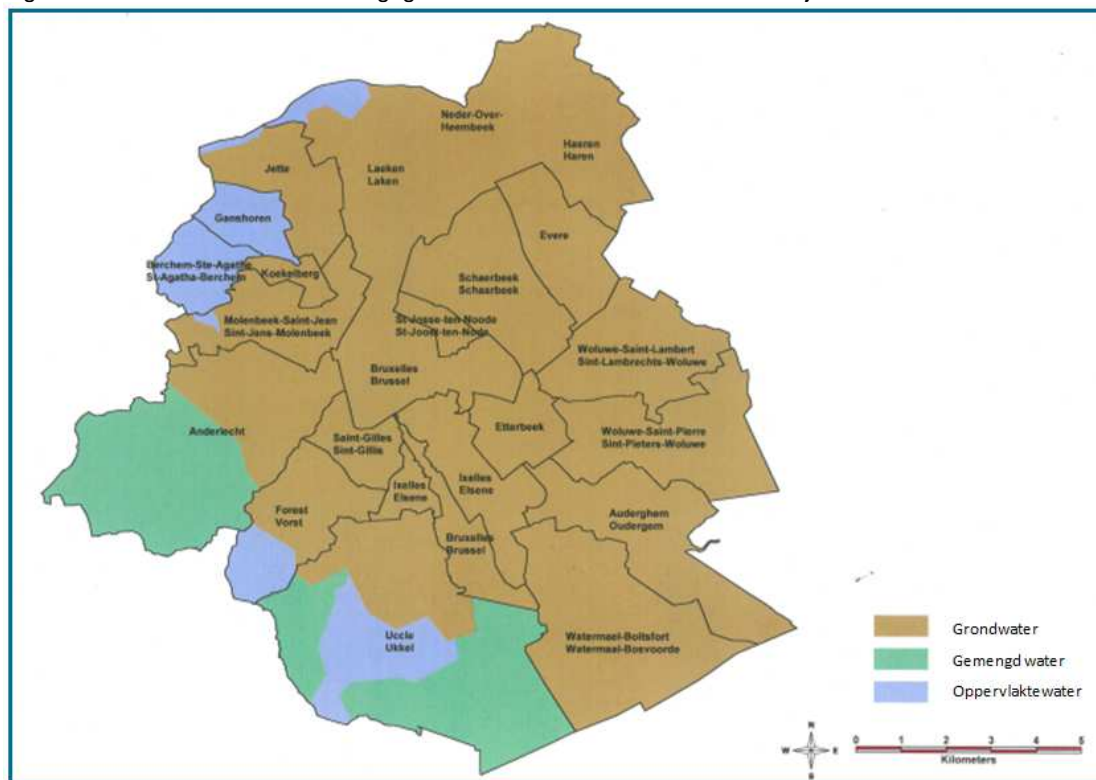 Neder-Over-
Heembeek
Haeren
Haren
Jette
Laeken
Laken
Ganshoren
Evere
Berchem-Ste-Agathe
St-Agatha-Berchem
Koekelberg
Schaerbeek
Schaarbeek
Molenbeek-Saint-Jean
Sint-Jans-Molenbeek
St-Josse-ten-Noode
St-Joost-ten-Node
Woluwe-Saint-Lambert
Sint-Lambrechts-Woluwe
Bruxelles
Brussel
Anderlecht
Saint-Gilles
Sint-Gillis
Etterbeek
Woluwe-Saint-Pierre
Sint-Pieters-Woluwe
Ixelles
Elsene
Ixelles
Elsene
Forest
Vorst
Auderghem
Oudergem
Bruxelles
Brussel
Uccle
Ukkel
Watermael-Boitsfort
Watermael-Bosvoorde
Grondwater
Gemengd water
Oppervlaktewater
N
W E
S
0 1 2 3 4 5
Kilometers